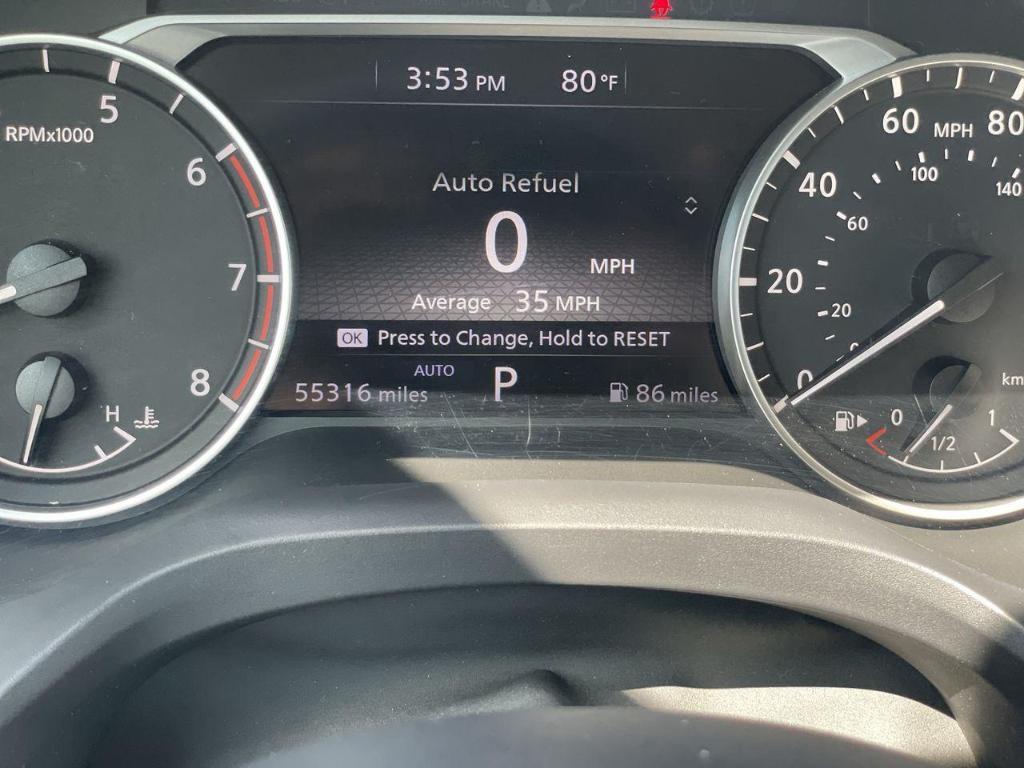 3:53 PM 80°F
5
RPMx1000
6
7
8
H
Auto Refuel
0 MPH
Average 35 MPH
OK Press to Change, Hold to RESET
AUTO
55316 miles P 86 miles
60 MPH 80
100
140
40
60
20
20
0
0
km
0 1
1/2